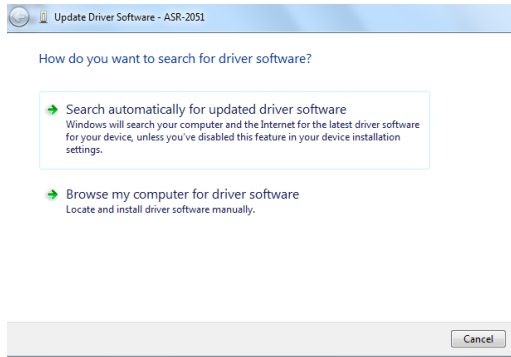 Update Driver Software - ASR-2051
How do you want to search for driver software?
Search automatically for updated driver software
Windows will search your computer and the Internet for the latest driver software
for your device, unless you've disabled this feature in your device installation
settings.
Browse my computer for driver software
Locate and install driver software manually.
Cancel